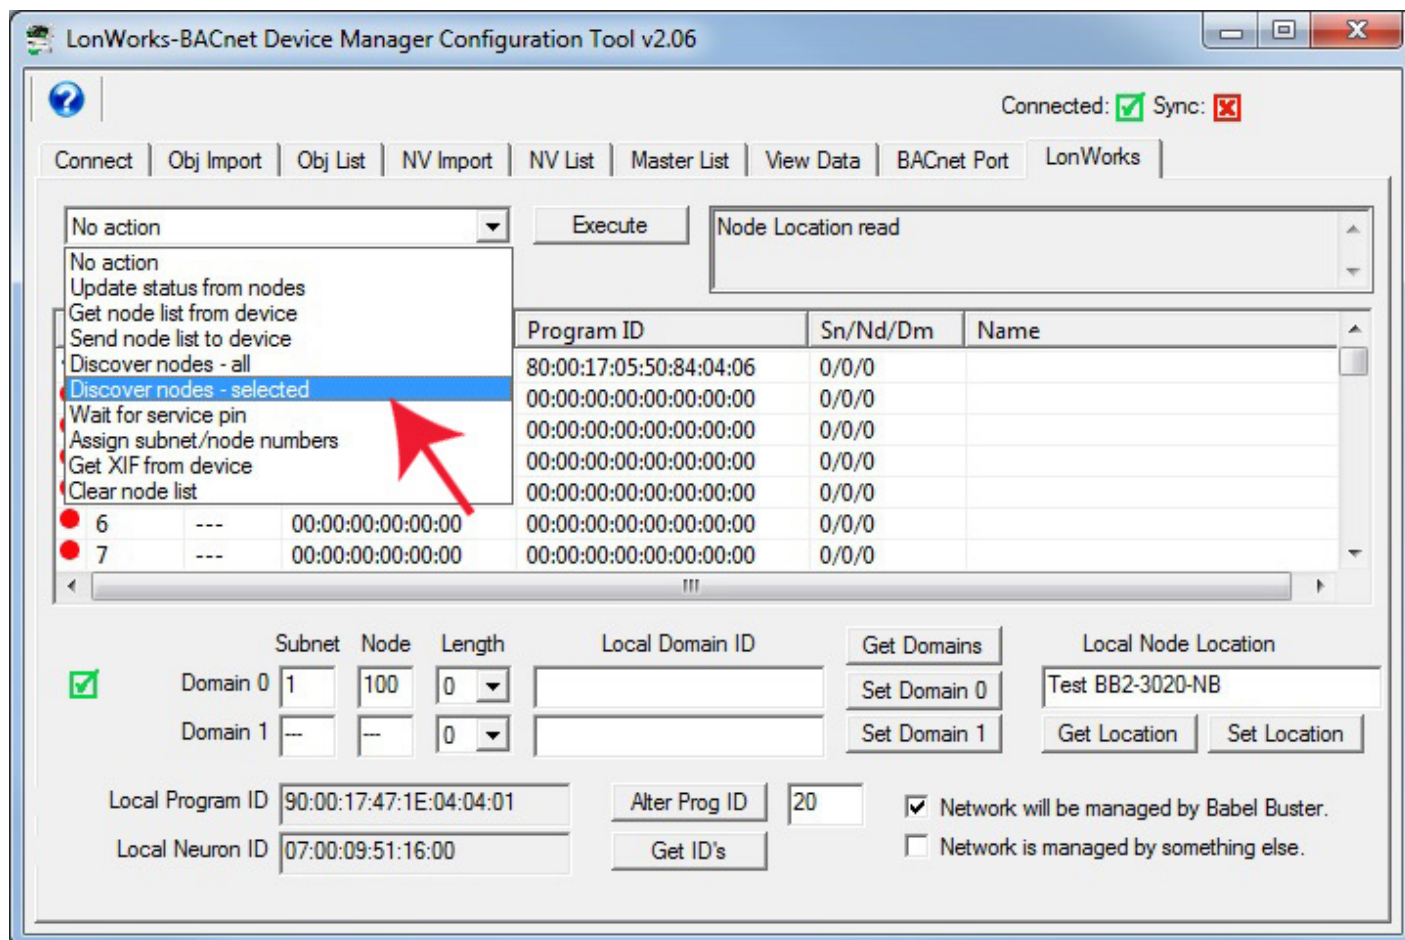 LonWorks-BACnet Device Manager Configuration Tool v2.06
Connected: Sync:
Connect Obj Import Obj List NV Import NV List Master List View Data BACnet Port LonWorks
No action Execute Node Location read
No action
Update status from nodes
Get node list from device
Send node list to device
Discover nodes - all
Discover nodes - selected
Wait for service pin
Assign subnet/node numbers
Get XIF from device
Clear node list
Program ID Sn/Nd/Dm Name
80:00:17:05:50:84:04:06 0/0/0
00:00:00:00:00:00:00:00 0/0/0
00:00:00:00:00:00:00:00 0/0/0
00:00:00:00:00:00:00:00 0/0/0
00:00:00:00:00:00:00:00 0/0/0
6 --- 00:00:00:00:00:00 00:00:00:00:00:00:00:00 0/0/0
7 --- 00:00:00:00:00:00 00:00:00:00:00:00:00:00 0/0/0
Subnet Node Length Local Domain ID Get Domains Local Node Location
Domain 0 1 100 0 Set Domain 0 Test BB2-3020-NB
Domain 1 --- --- 0 Set Domain 1 Get Location Set Location
Local Program ID 90:00:17:47:1E:04:04:01 Alter Prog ID 20 Network will be managed by Babel Buster.
Local Neuron ID 07:00:09:51:16:00 Get ID's Network is managed by something else.